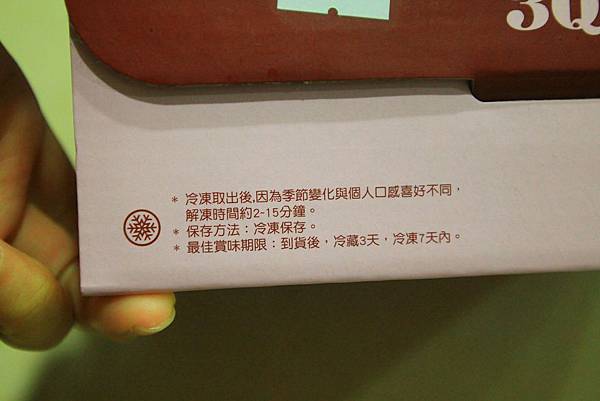 3Q
* 冷凍取出後,因為季節變化與個人口感喜好不同，
解凍時間約2~15分鐘。
* 保存方法：冷凍保存。
* 最佳賞味期限：到貨後，冷藏3天，冷凍7天內。